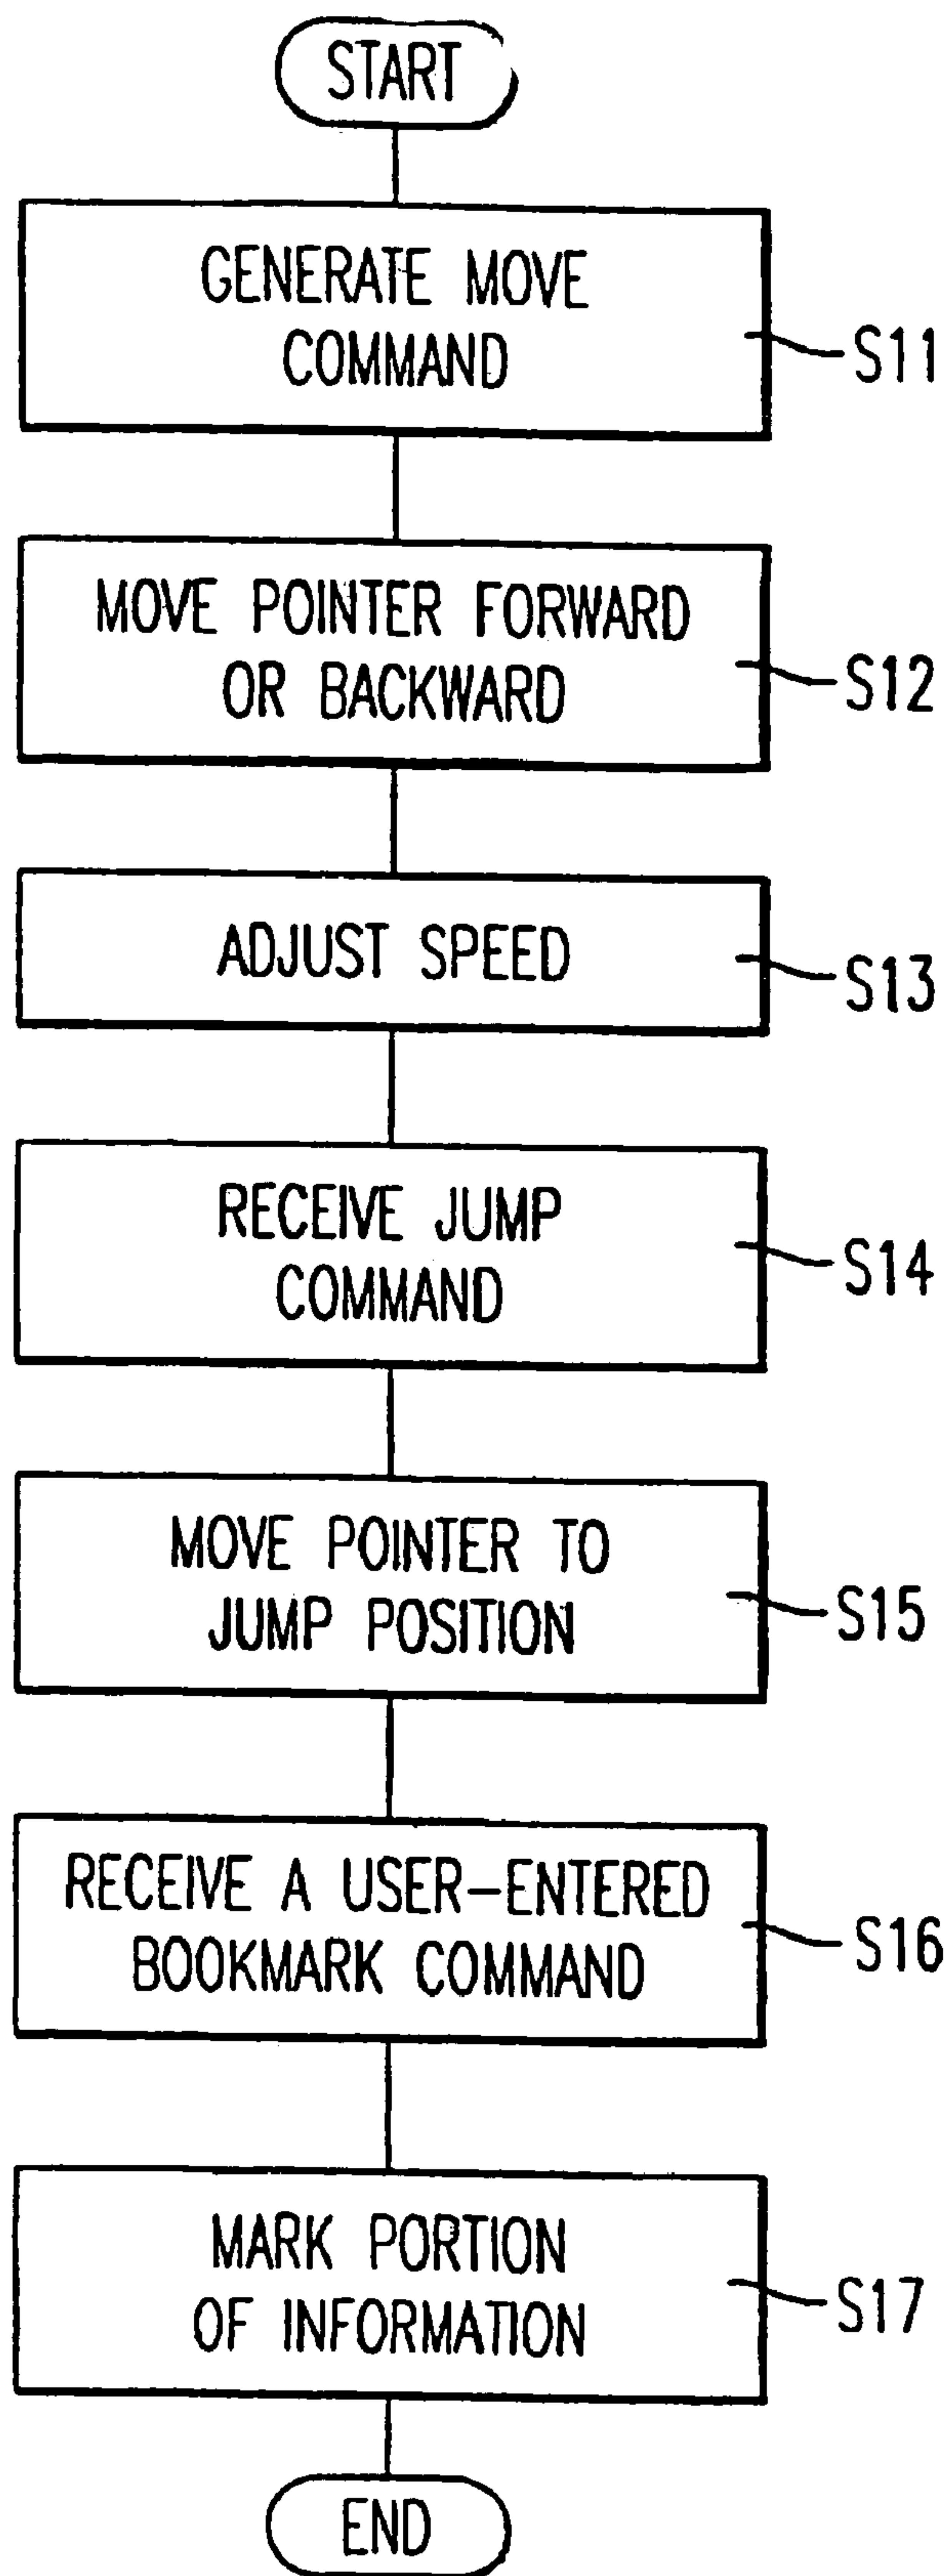 START
GENERATE MOVE
COMMAND
S11
MOVE POINTER FORWARD
OR BACKWARD
S12
ADJUST SPEED
S13
RECEIVE JUMP
COMMAND
S14
MOVE POINTER TO
JUMP POSITION
S15
RECEIVE A USER-ENTERED
BOOKMARK COMMAND
S16
MARK PORTION
OF INFORMATION
S17
END